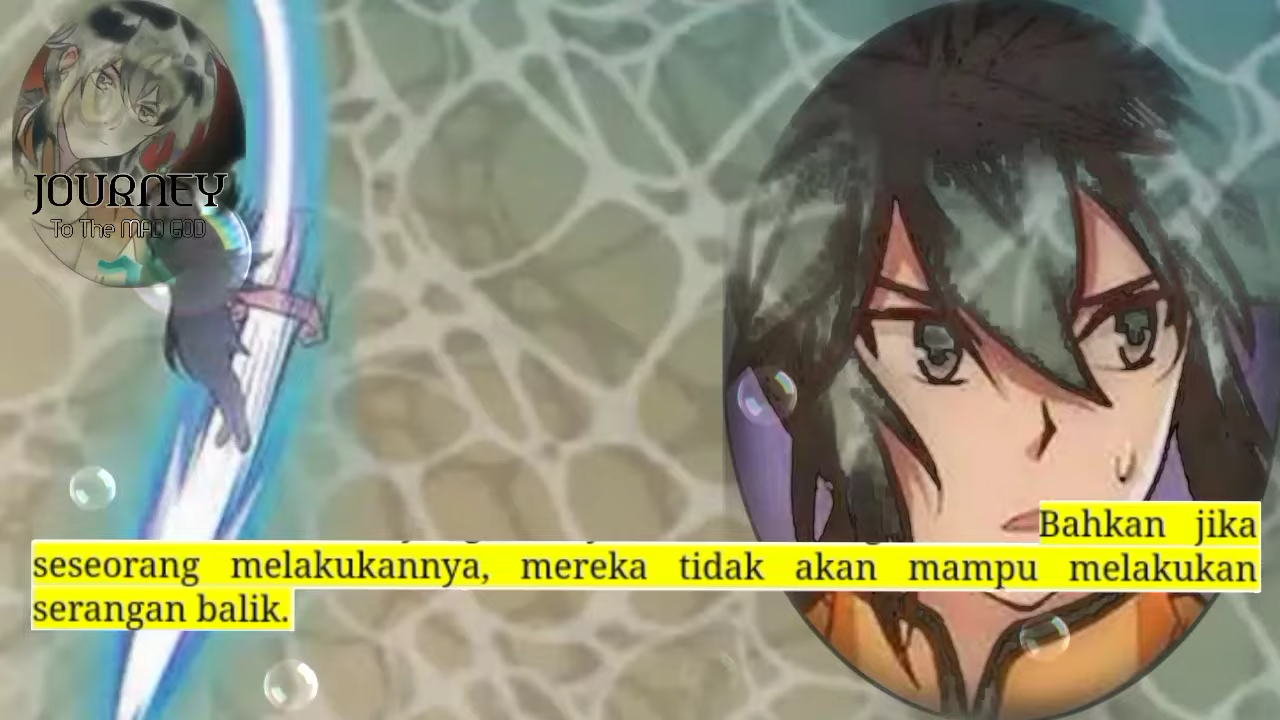 JOURNEY
To The MAD GOD
Bahkan jika
seseorang melakukannya, mereka tidak akan mampu melakukan
serangan balik.